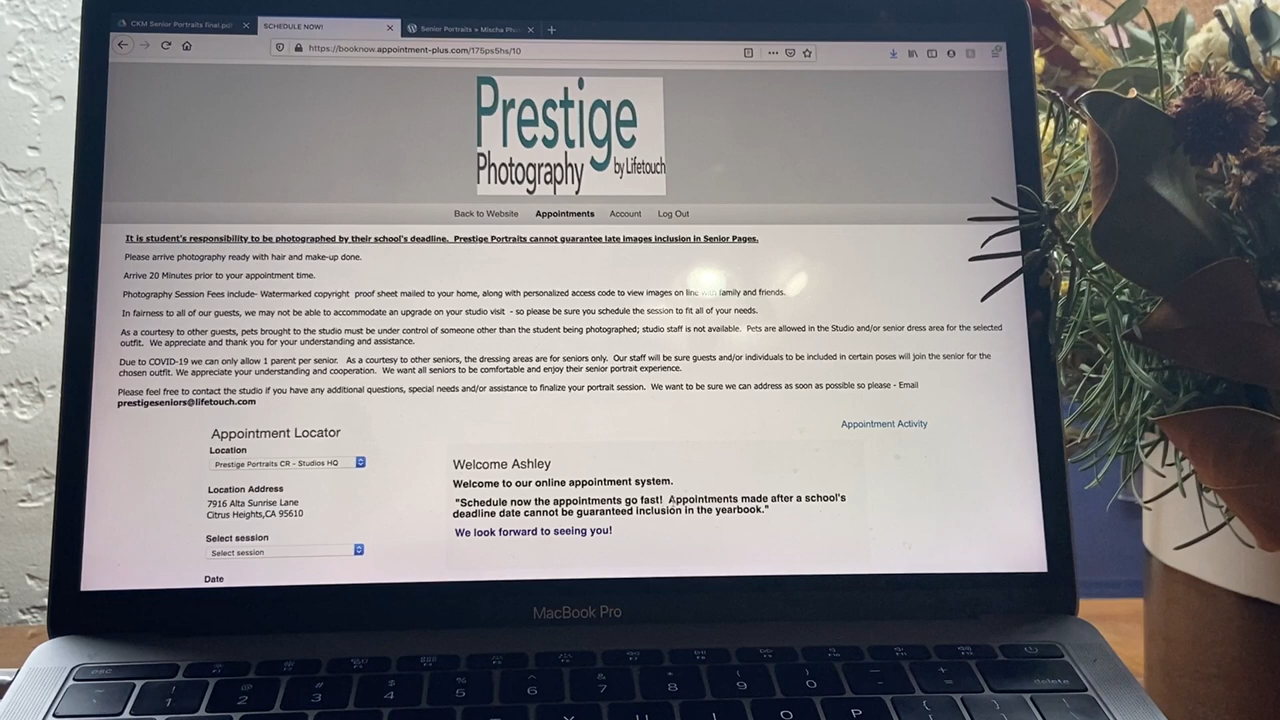 CKM Senior Portraits final.pdf
SCHEDULE NOW!
Senior Portraits » Mischa Ph
https://booknow.appointment-plus.com/175ps5hs/10
Prestige
Photography by Lifetouch
Back to Website Appointments Account Log Out
It is student's responsibility to be photographed by their school's deadline. Prestige Portraits cannot guarantee late images inclusion in Senior Pages.
Please arrive photography ready with hair and make-up done.
Arrive 20 Minutes prior to your appointment time.
Photography Session Fees include- Watermarked copyright proof sheet mailed to your home, along with personalized access code to view images on line with family and friends.
In fairness to all of our guests, we may not be able to accommodate an upgrade on your studio visit - so please be sure you schedule the session to fit all of your needs.
As a courtesy to other guests, pets brought to the studio must be under control of someone other than the student being photographed; studio staff is not available. Pets are allowed in the Studio and/or senior dress area for the selected
outfit. We appreciate and thank you for your understanding and assistance.
Due to COVID-19 we can only allow 1 parent per senior. As a courtesy to other seniors, the dressing areas are for seniors only. Our staff will be sure guests and/or individuals to be included in certain poses will join the senior for the
chosen outfit. We appreciate your understanding and cooperation. We want all seniors to be comfortable and enjoy their senior portrait experience.
Please feel free to contact the studio if you have any additional questions, special needs and/or assistance to finalize your portrait session. We want to be sure we can address as soon as possible so please - Email
prestigeseniors@lifetouch.com
Appointment Activity
Appointment Locator
Location
Prestige Portraits CR - Studios HQ
Location Address
7916 Alta Sunrise Lane
Citrus Heights,CA 95610
Select session
Select session
Date
Welcome Ashley
Welcome to our online appointment system.
"Schedule now the appointments go fast! Appointments made after a school's
deadline date cannot be guaranteed inclusion in the yearbook."
We look forward to seeing you!
MacBook Pro
esc
~ ! @ # $ % ^ & * ( ) - + delete
1 2 3 4 5 6 7 8 9 0 =
O P { }